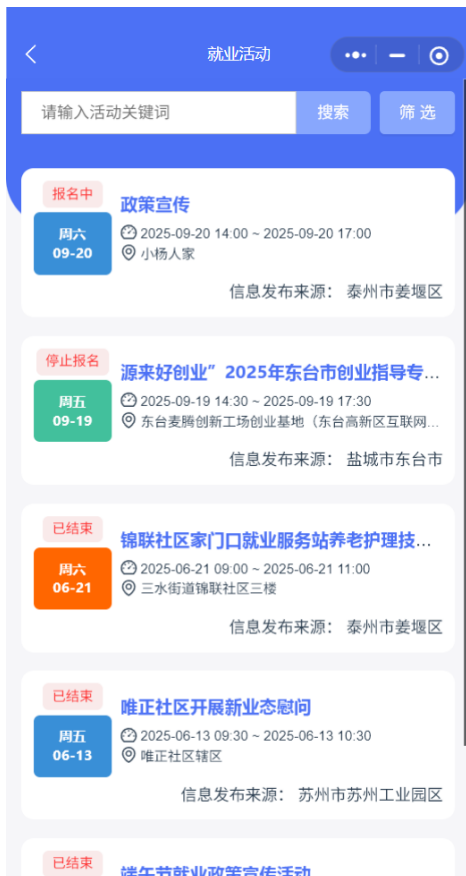 就业活动
请输入活动关键词
搜索
筛 选
报名中
政策宣传
周六
09-20
2025-09-20 14:00 ~ 2025-09-20 17:00
小杨人家
信息发布来源： 泰州市姜堰区
停止报名
源来好创业”2025年东台市创业指导专...
周五
09-19
2025-09-19 14:30 ~ 2025-09-19 17:30
东台麦腾创新工场创业基地（东台高新区互联网...
信息发布来源： 盐城市东台市
已结束
锦联社区家门口就业服务站养老护理技...
周六
06-21
2025-06-21 09:00 ~ 2025-06-21 11:00
三水街道锦联社区三楼
信息发布来源： 泰州市姜堰区
已结束
唯正社区开展新业态慰问
周五
06-13
2025-06-13 09:30 ~ 2025-06-13 10:30
唯正社区辖区
信息发布来源： 苏州市苏州工业园区
已结束
端午节就业政策宣传活动